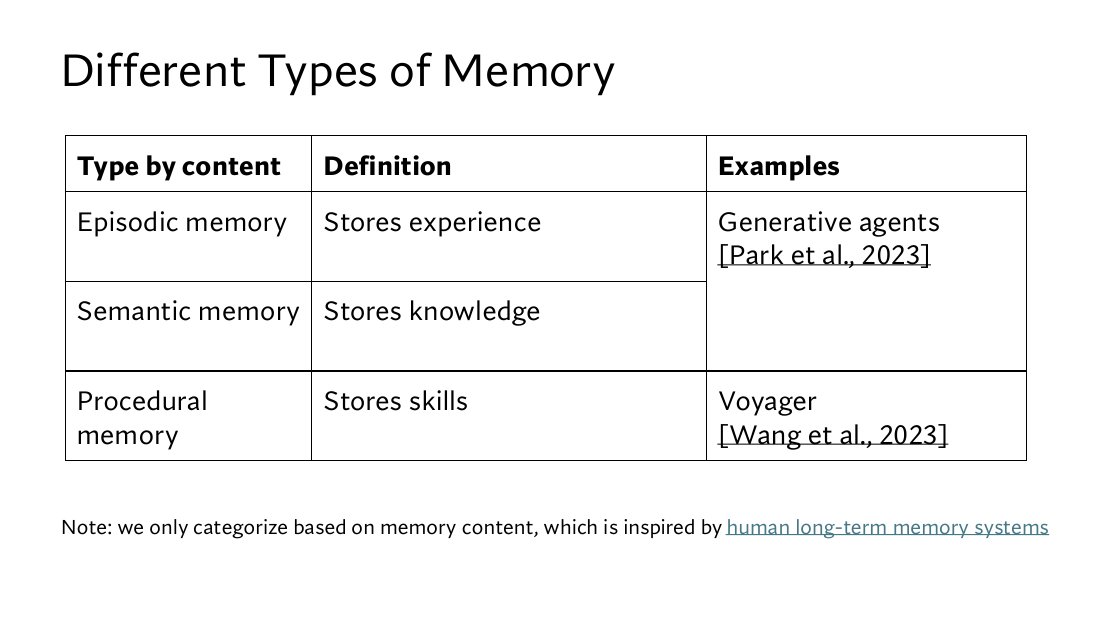 Different Types of Memory
Type by content
Definition
Examples
Episodic memory
Stores experience
Generative agents
[Park et al., 2023]
Semantic memory
Stores knowledge
Procedural
memory
Stores skills
Voyager
[Wang et al., 2023]
Note: we only categorize based on memory content, which is inspired by human long-term memory systems